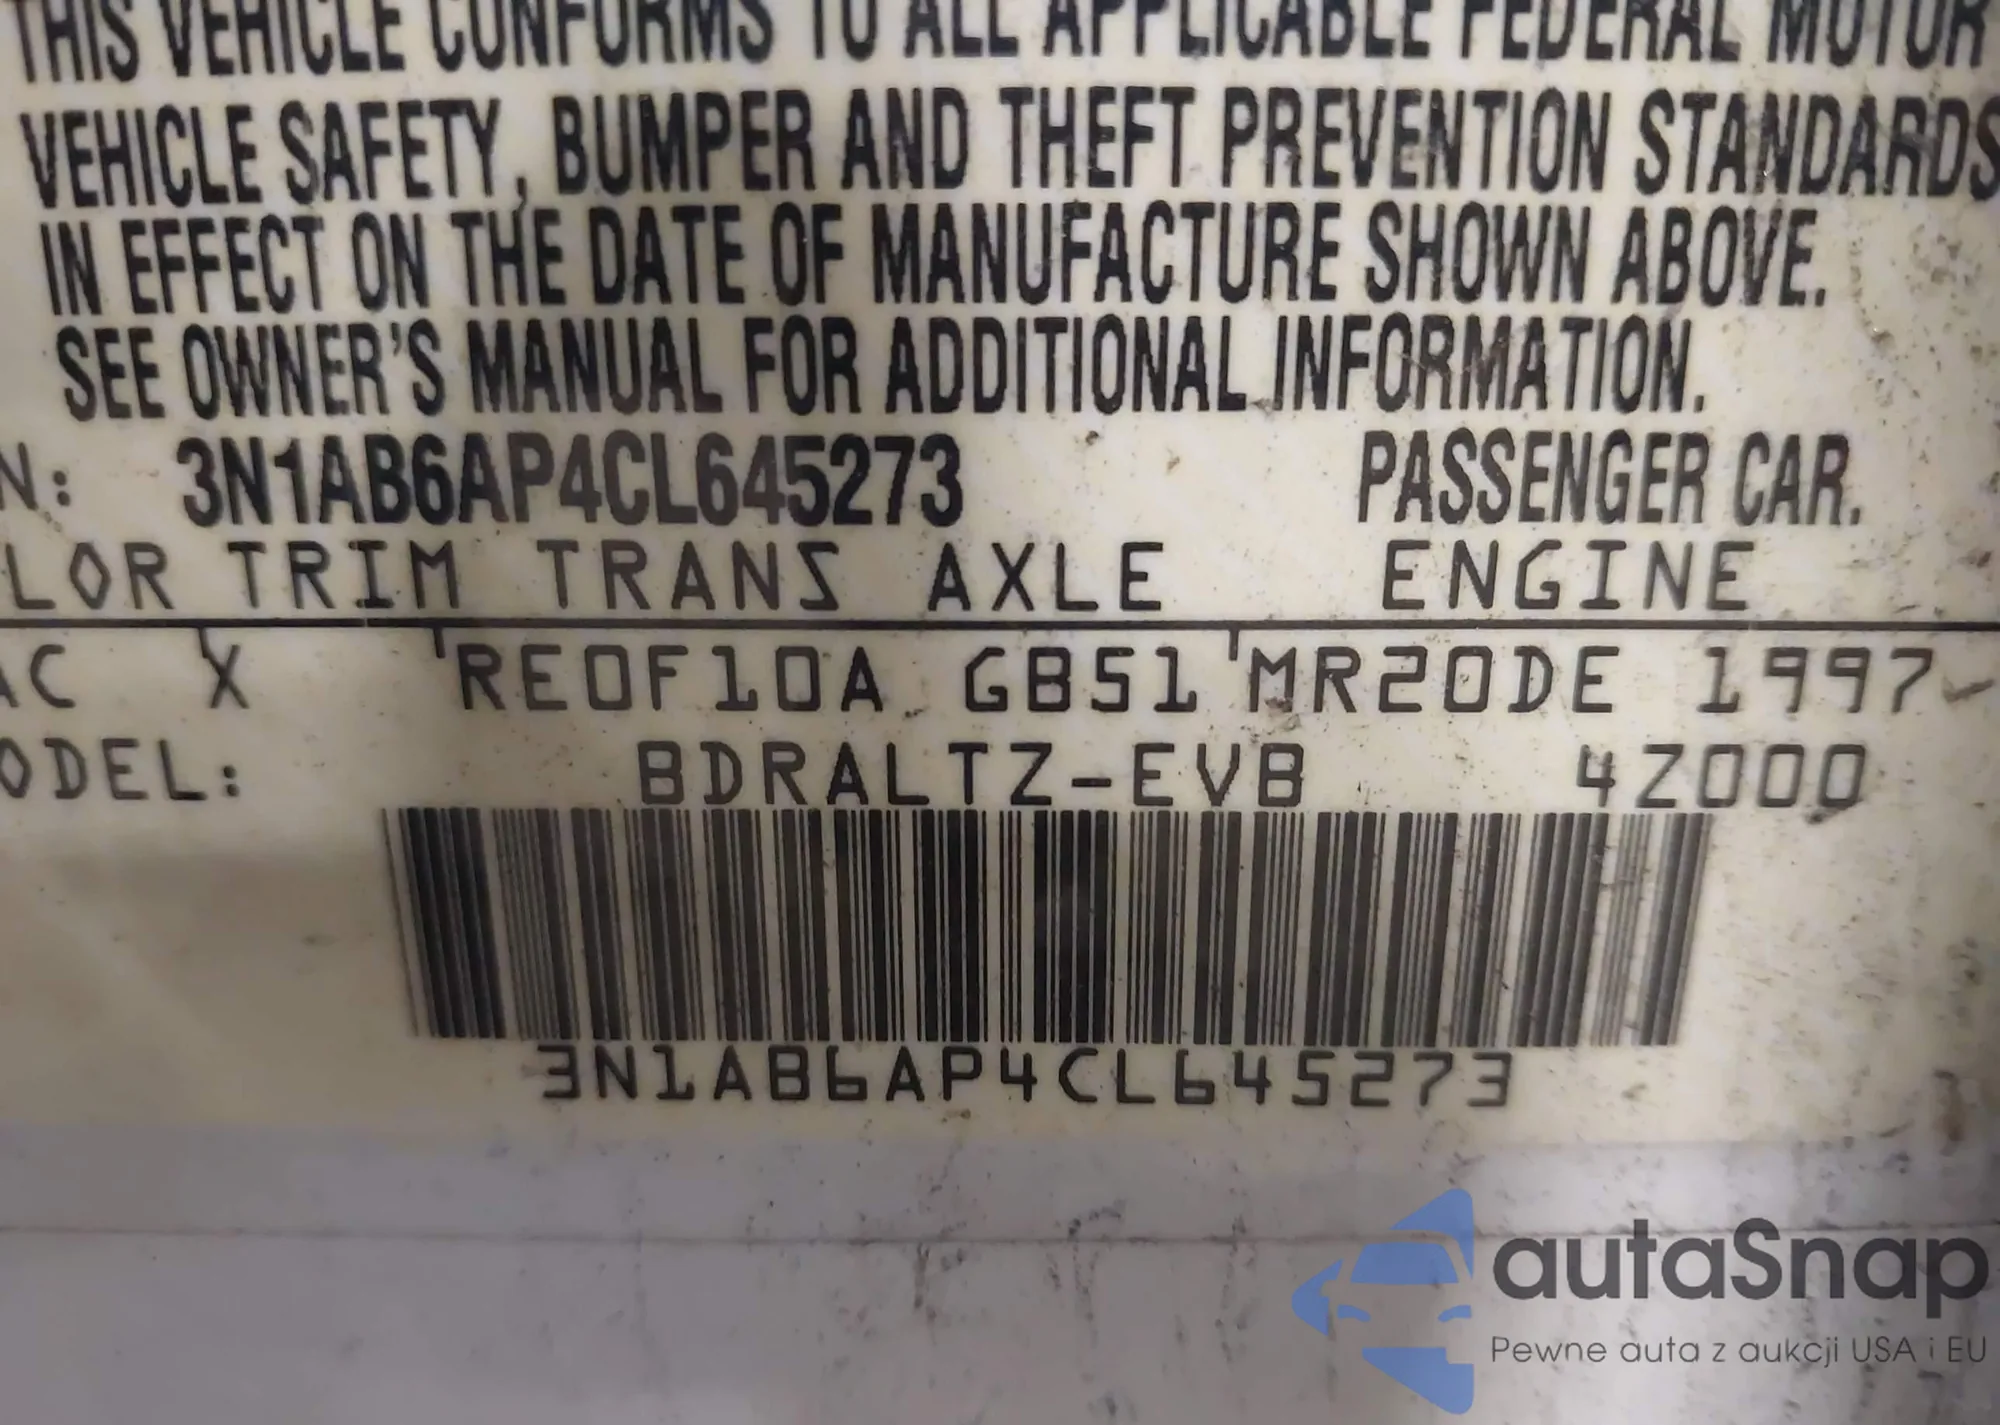 THIS VEHICLE CONFORMS TO ALL APPLICABLE FEDERAL MOTOR
VEHICLE SAFETY, BUMPER AND THEFT PREVENTION STANDARDS
IN EFFECT ON THE DATE OF MANUFACTURE SHOWN ABOVE.
SEE OWNER'S MANUAL FOR ADDITIONAL INFORMATION.
N: 3N1AB6AP4CL645273 PASSENGER CAR.
LOR TRIM TRANS AXLE ENGINE
AC X RE0F10A GB51 MR20DE 1997
ODEL: BDRALTZ-EVB 4Z000
3N1AB6AP4CL645273
autaSnap
Pewne auta z aukcji USA i EU